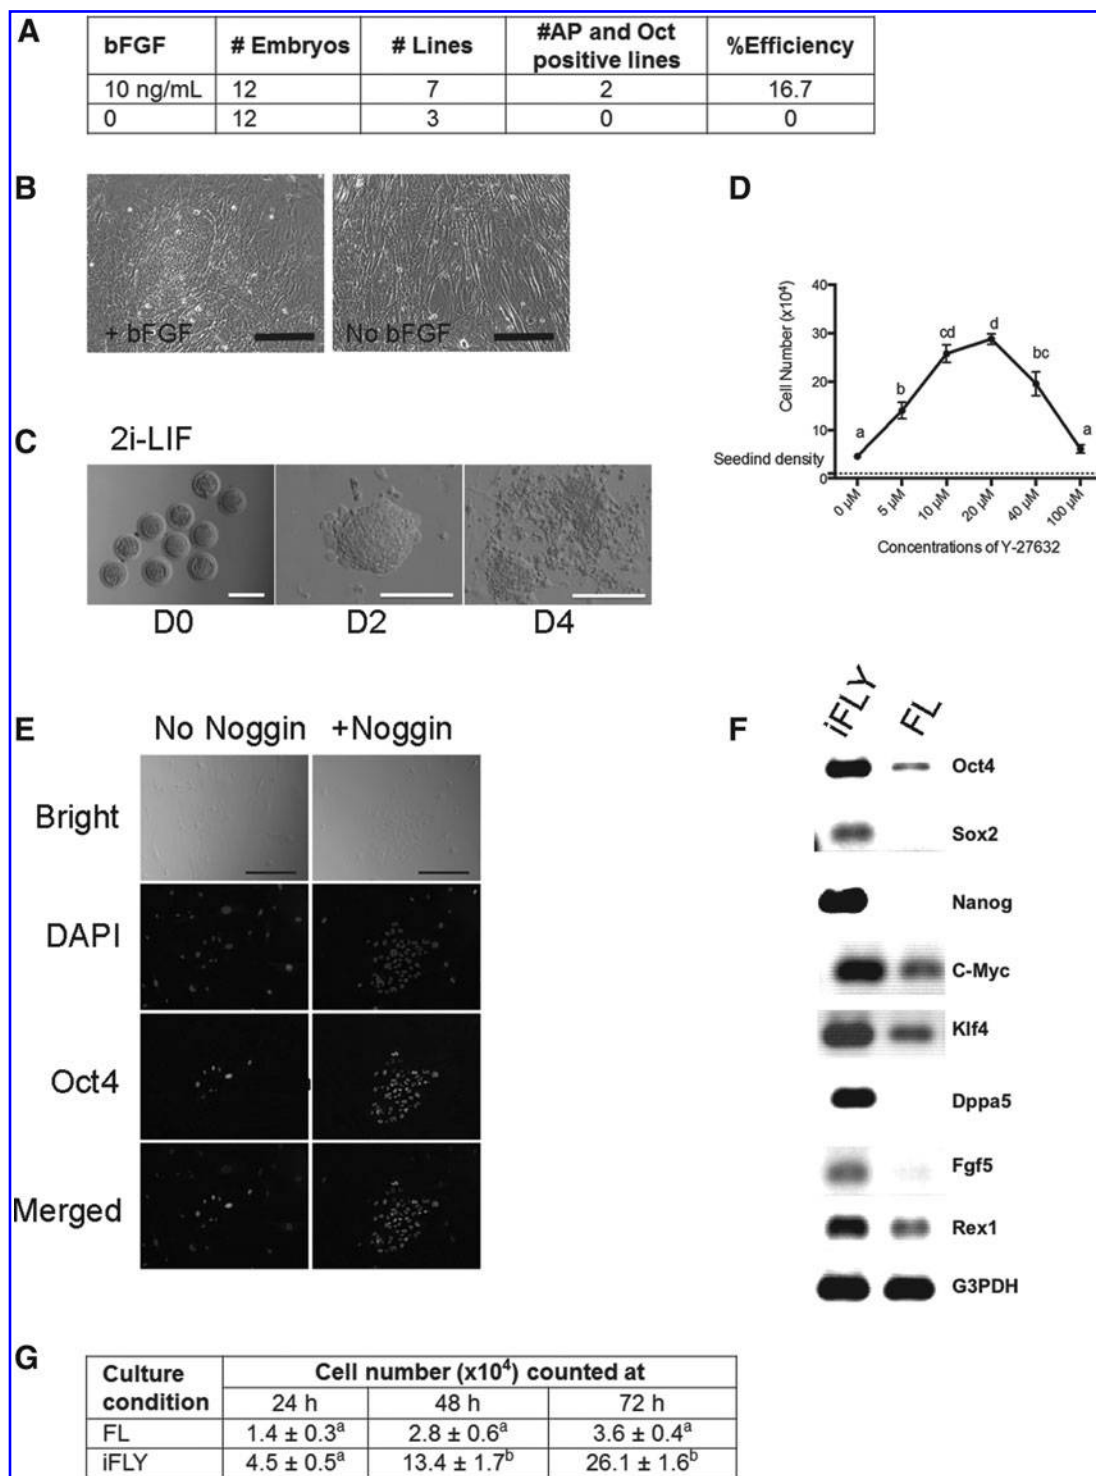 A
bFGF # Embryos # Lines #AP and Oct positive lines %Efficiency
10 ng/mL 12 7 2 16.7
0 12 3 0 0
B
+ bFGF
No bFGF
C
2i-LIF
D0 D2 D4
D
Cell Number (x10⁴)
40
30
20
10
0
Seedind density
a b cd d bc a
0 µM 5 µM 10 µM 20 µM 40 µM 100 µM
Concentrations of Y-27632
E
No Noggin +Noggin
Bright
DAPI
Oct4
Merged
F
iFLY FL
Oct4
Sox2
Nanog
C-Myc
Klf4
Dppa5
Fgf5
Rex1
G3PDH
G
Culture condition Cell number (x10⁴) counted at
24 h 48 h 72 h
FL 1.4 ± 0.3ᵃ 2.8 ± 0.6ᵃ 3.6 ± 0.4ᵃ
iFLY 4.5 ± 0.5ᵃ 13.4 ± 1.7ᵇ 26.1 ± 1.6ᵇ